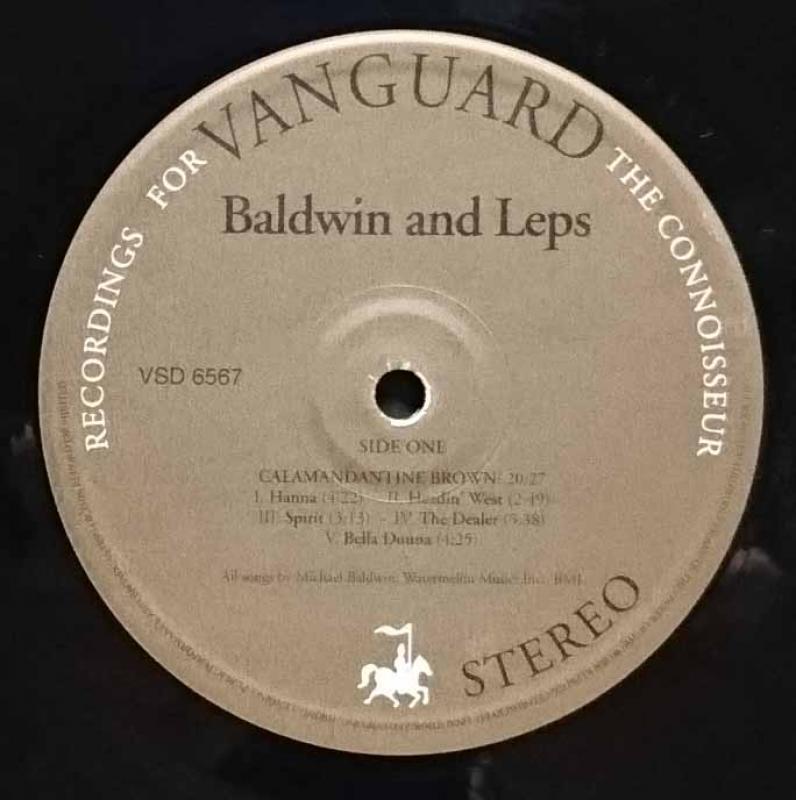 RECORDINGS FOR VANGUARD THE CONNOISSEUR
Baldwin and Leps
VSD 6567
SIDE ONE
CALAMANDANTINE BROWN 20:27
I. Hanna (4:22) - II. Headin' West (2:49)
III. Spirit (3:13) - IV. The Dealer (5:38)
V. Bella Donna (4:25)
All songs by Michael Baldwin, Watermelon Music, Inc. BMI
STEREO